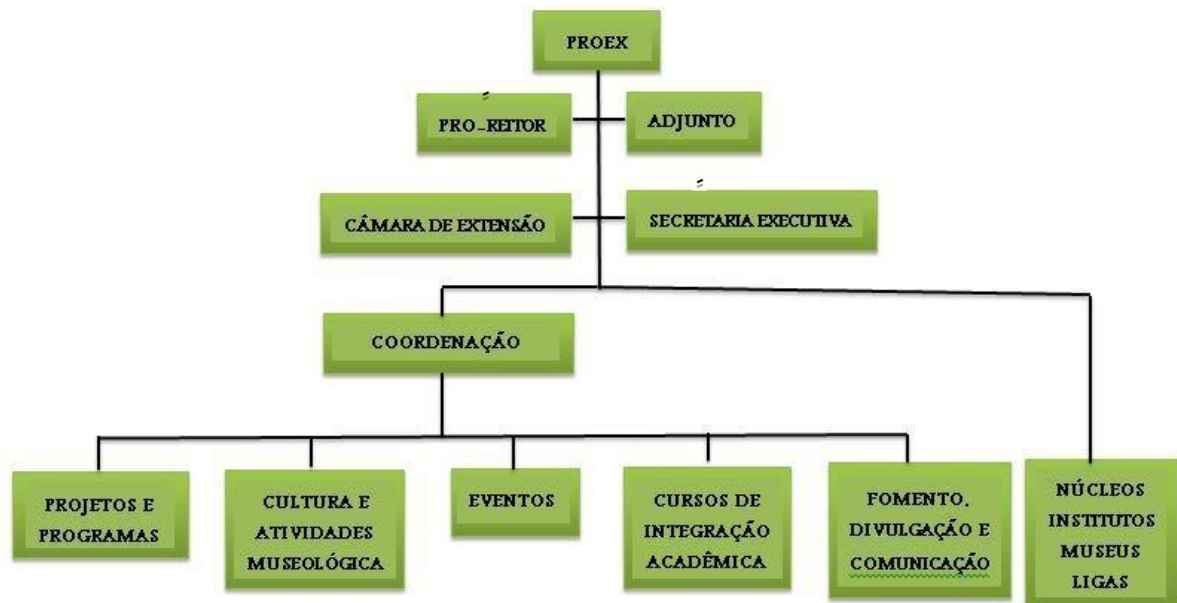 PROEX
PRO-REITOR
ADJUNTO
CÂMARA DE EXTENSÃO
SECRETARIA EXECUTIVA
COORDENAÇÃO
PROJETOS E
PROGRAMAS
CULTURA E
ATIVIDADES
MUSEOLÓGICA
EVENTOS
CURSOS DE
INTEGRAÇÃO
ACADÊMICA
FOMENTO,
DIVULGAÇÃO E
COMUNICAÇÃO
NÚCLEOS
INSTITUTOS
MUSEUS
LIGAS